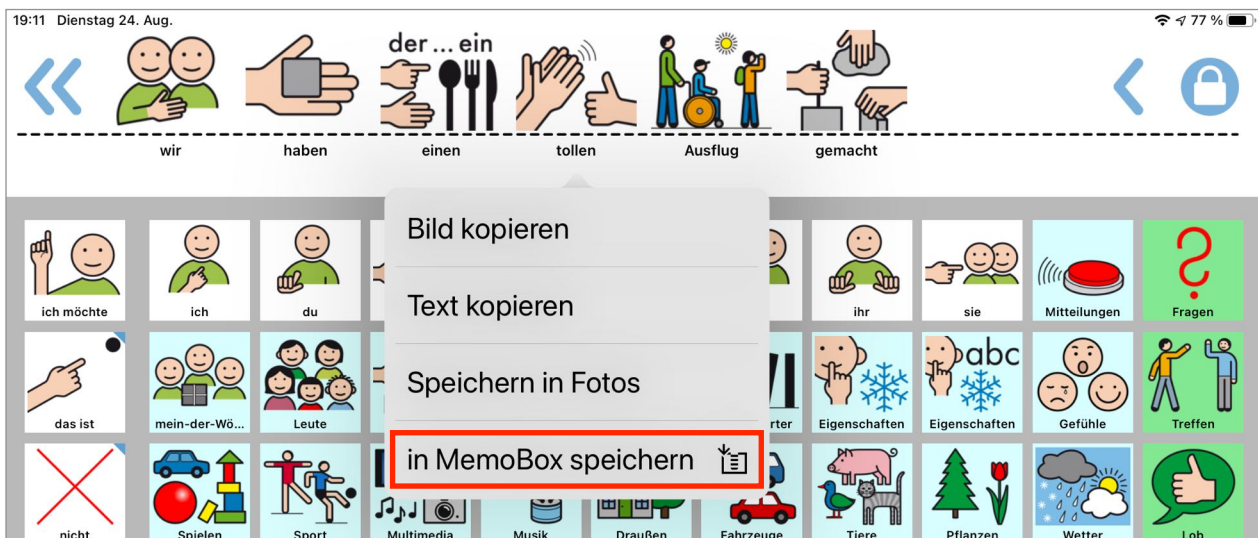 19:11 Dienstag 24. Aug.
77 %
der ... ein
wir haben einen tollen Ausflug gemacht
Bild kopieren
Text kopieren
Speichern in Fotos
in MemoBox speichern
ich möchte ich du ihr sie Mitteilungen Fragen
abc
das ist mein-der-Wö... Leute rter Eigenschaften Eigenschaften Gefühle Treffen
nicht Spielen Sport Multimedia Musik Draußen Fahrzeuge Tiere Pflanzen Wetter Lob